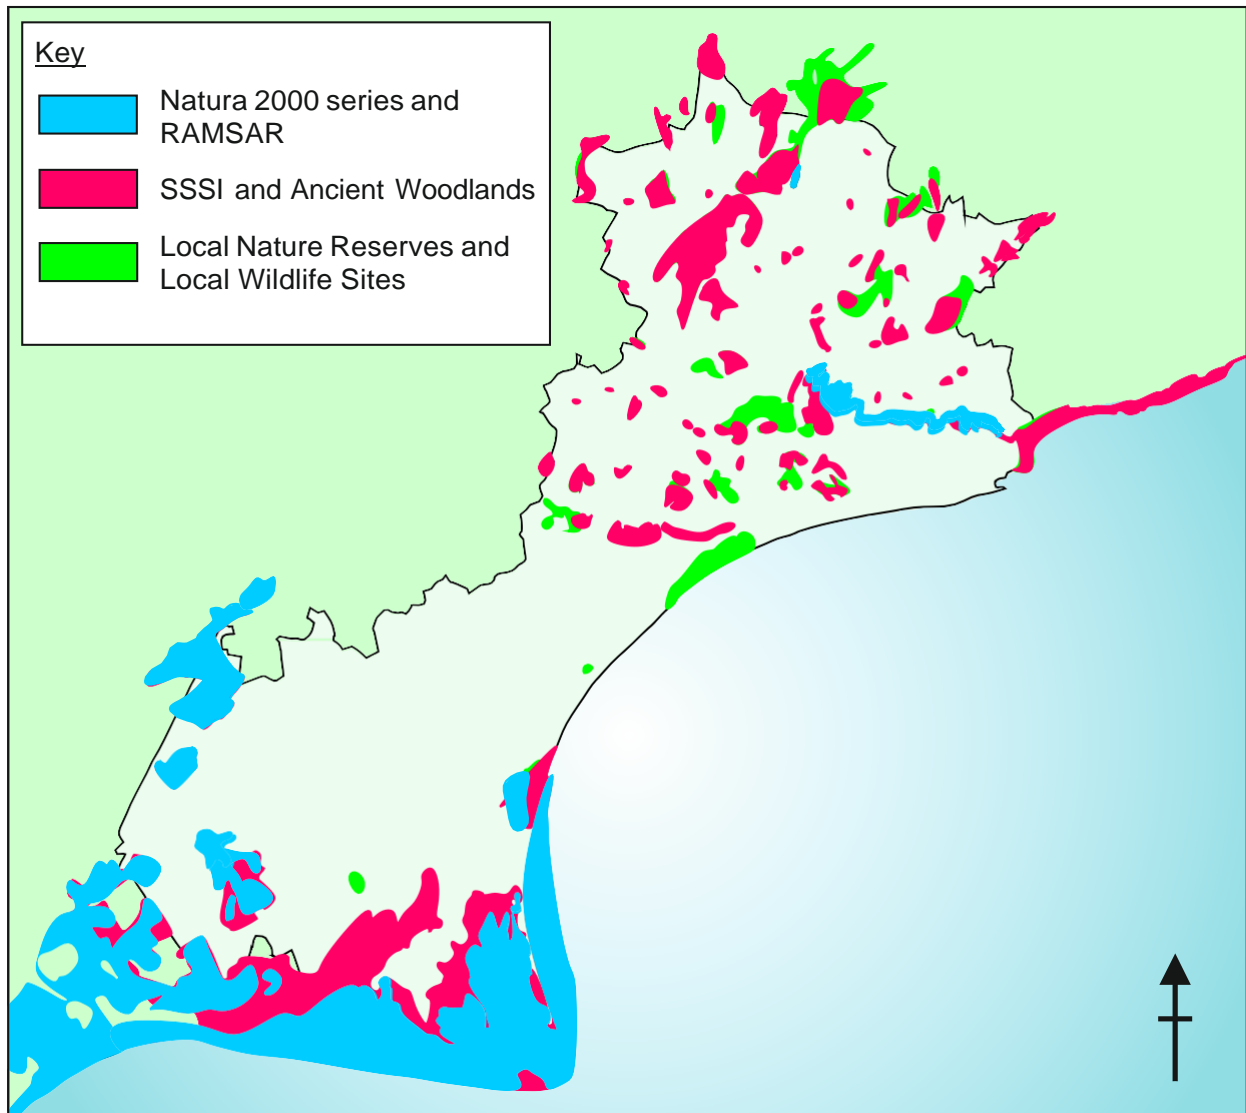 Key
Natura 2000 series and
RAMSAR
SSSI and Ancient Woodlands
Local Nature Reserves and
Local Wildlife Sites